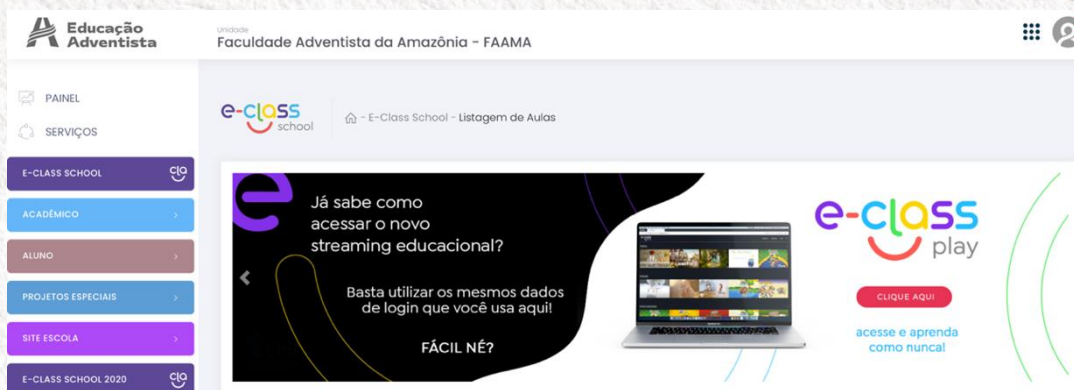 Educação
Adventista
Unidade
Faculdade Adventista da Amazônia - FAAMA
PAINEL
SERVIÇOS
E-CLASS SCHOOL
ACADÊMICO
ALUNO
PROJETOS ESPECIAIS
SITE ESCOLA
E-CLASS SCHOOL 2020
e-class
school
- E-Class School - Listagem de Aulas
Já sabe como
acessar o novo
streaming educacional?
Basta utilizar os mesmos dados
de login que você usa aqui!
FÁCIL NÉ?
e-class
play
CLIQUE AQUI
acesse e aprenda
como nunca!